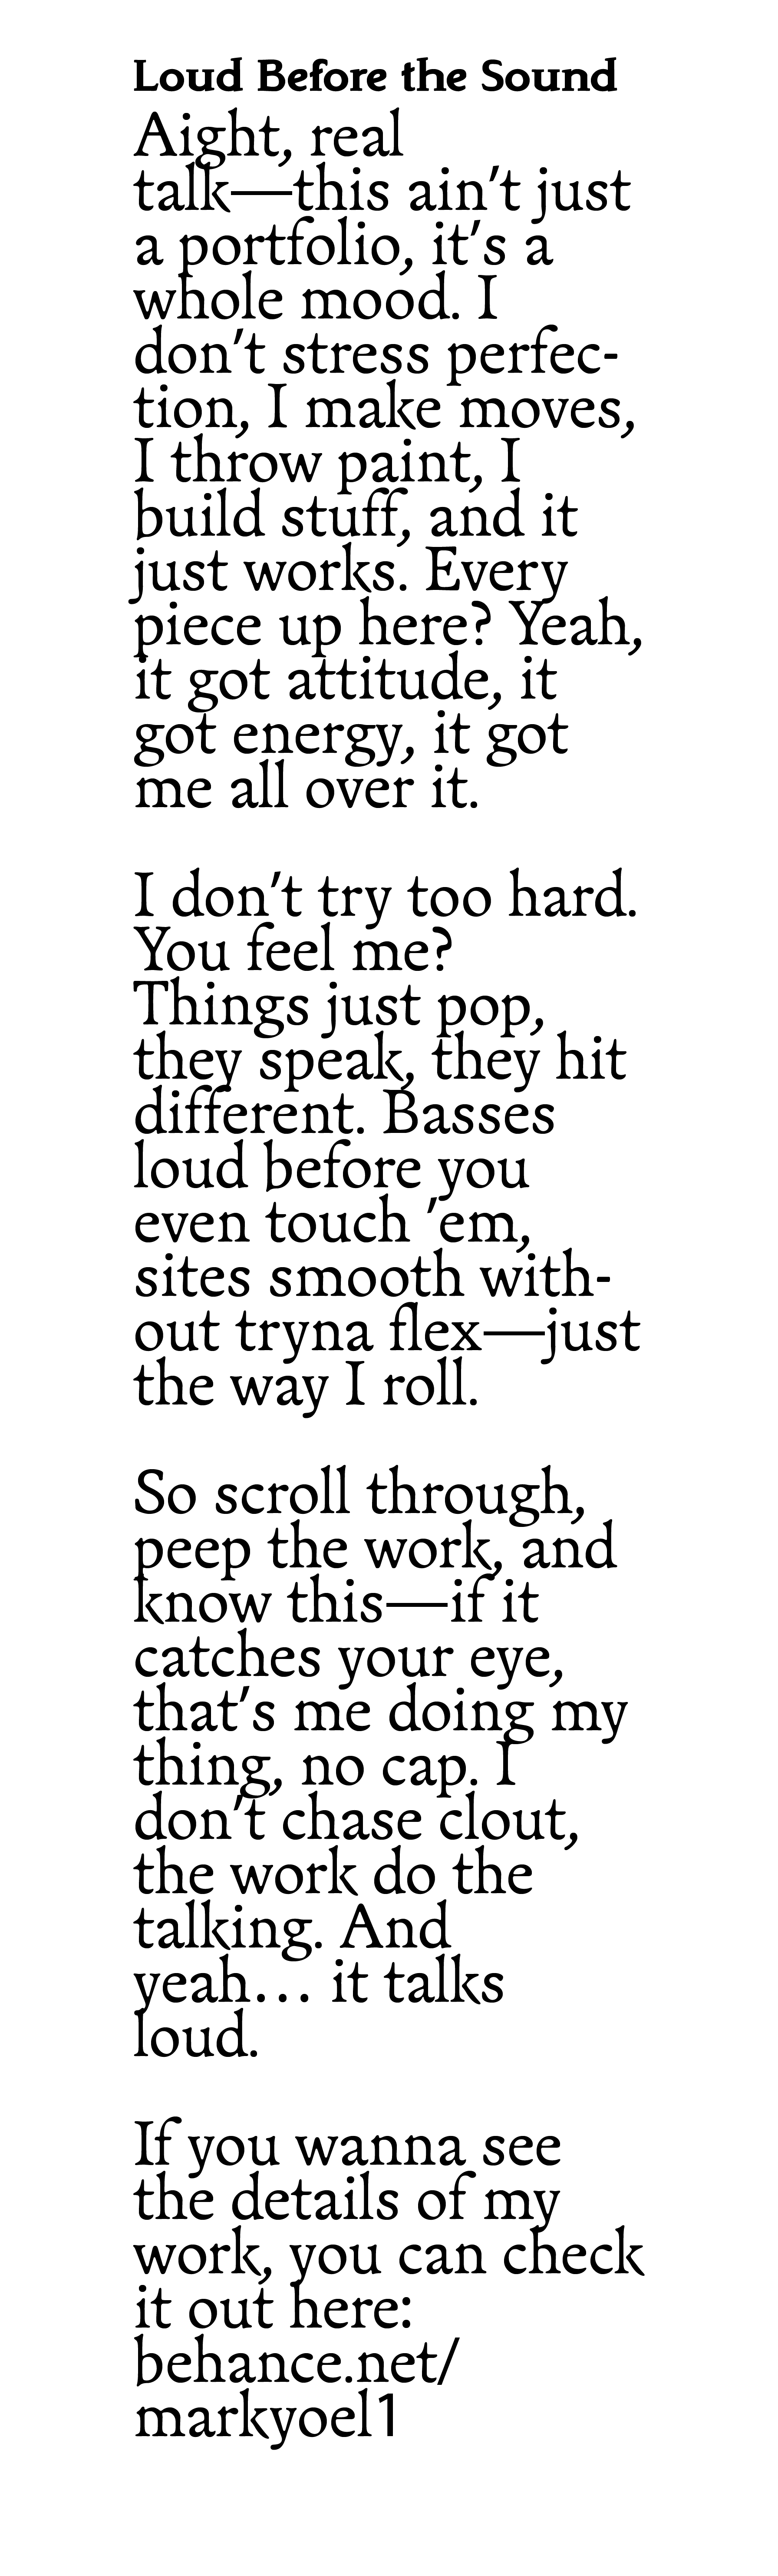 Loud Before the Sound
Aight, real
talk—this ain't just
a portfolio, it's a
whole mood. I
don't stress perfec-
tion, I make moves,
I throw paint, I
build stuff, and it
just works. Every
piece up here? Yeah,
it got attitude, it
got energy, it got
me all over it.
I don't try too hard.
You feel me?
Things just pop,
they speak, they hit
different. Basses
loud before you
even touch 'em,
sites smooth with-
out tryna flex—just
the way I roll.
So scroll through,
peep the work, and
know this—if it
catches your eye,
that's me doing my
thing, no cap. I
don't chase clout,
the work do the
talking. And
yeah… it talks
loud.
If you wanna see
the details of my
work, you can check
it out here:
behance.net/
markyoel1